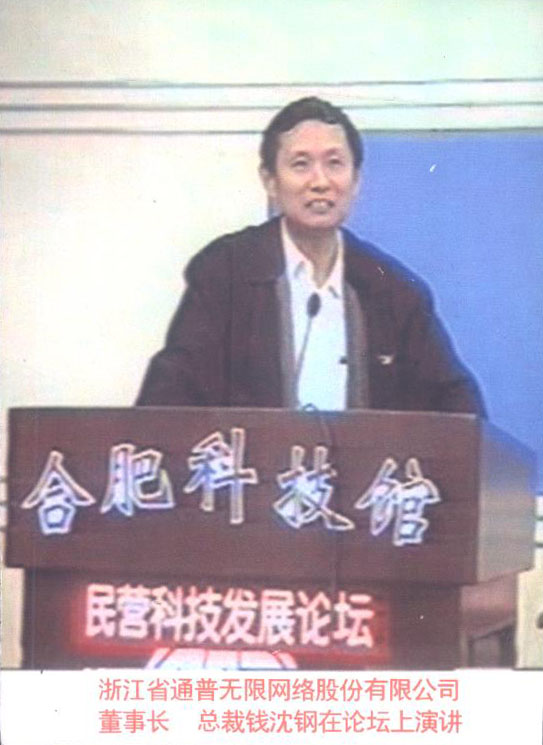 合肥科技馆
民营科技发展论坛
浙江省通普无限网络股份有限公司
董事长　总裁钱沈钢在论坛上演讲